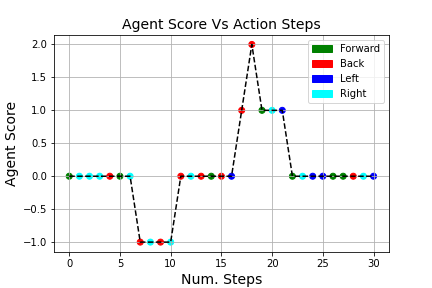 Agent Score Vs Action Steps
Agent Score
2.0
1.5
1.0
0.5
0.0
−0.5
−1.0
Forward
Back
Left
Right
0 5 10 15 20 25 30
Num. Steps